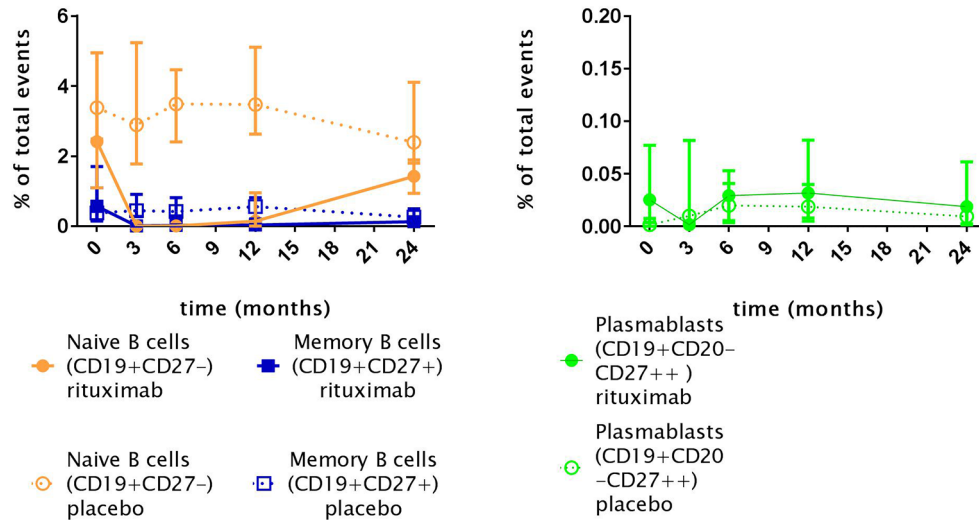 % of total events
6
4
2
0
0 3 6 9 12 15 18 21 24
time (months)
% of total events
0.20
0.15
0.10
0.05
0.00
0 3 6 9 12 15 18 21 24
time (months)
Naive B cells
(CD19+CD27−)
rituximab
Memory B cells
(CD19+CD27+)
rituximab
Naive B cells
(CD19+CD27−)
placebo
Memory B cells
(CD19+CD27+)
placebo
Plasmablasts
(CD19+CD20−
CD27++ )
rituximab
Plasmablasts
(CD19+CD20
−CD27++)
placebo